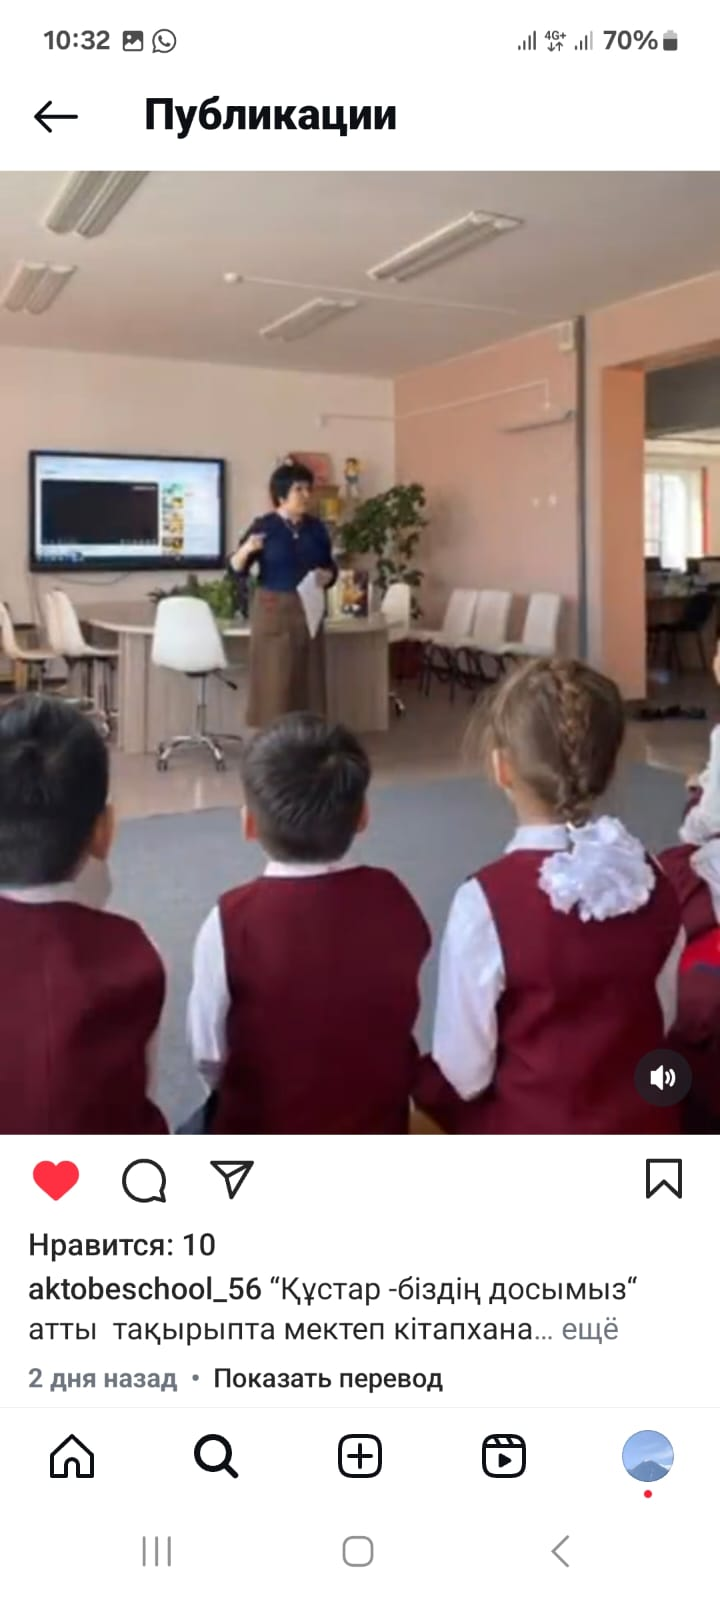 10:32 4G+ 70%
Публикации
Нравится: 10
aktobeschool_56 “Құстар -біздің досымыз“
атты тақырыпта мектеп кітапхана... ещё
2 дня назад • Показать перевод